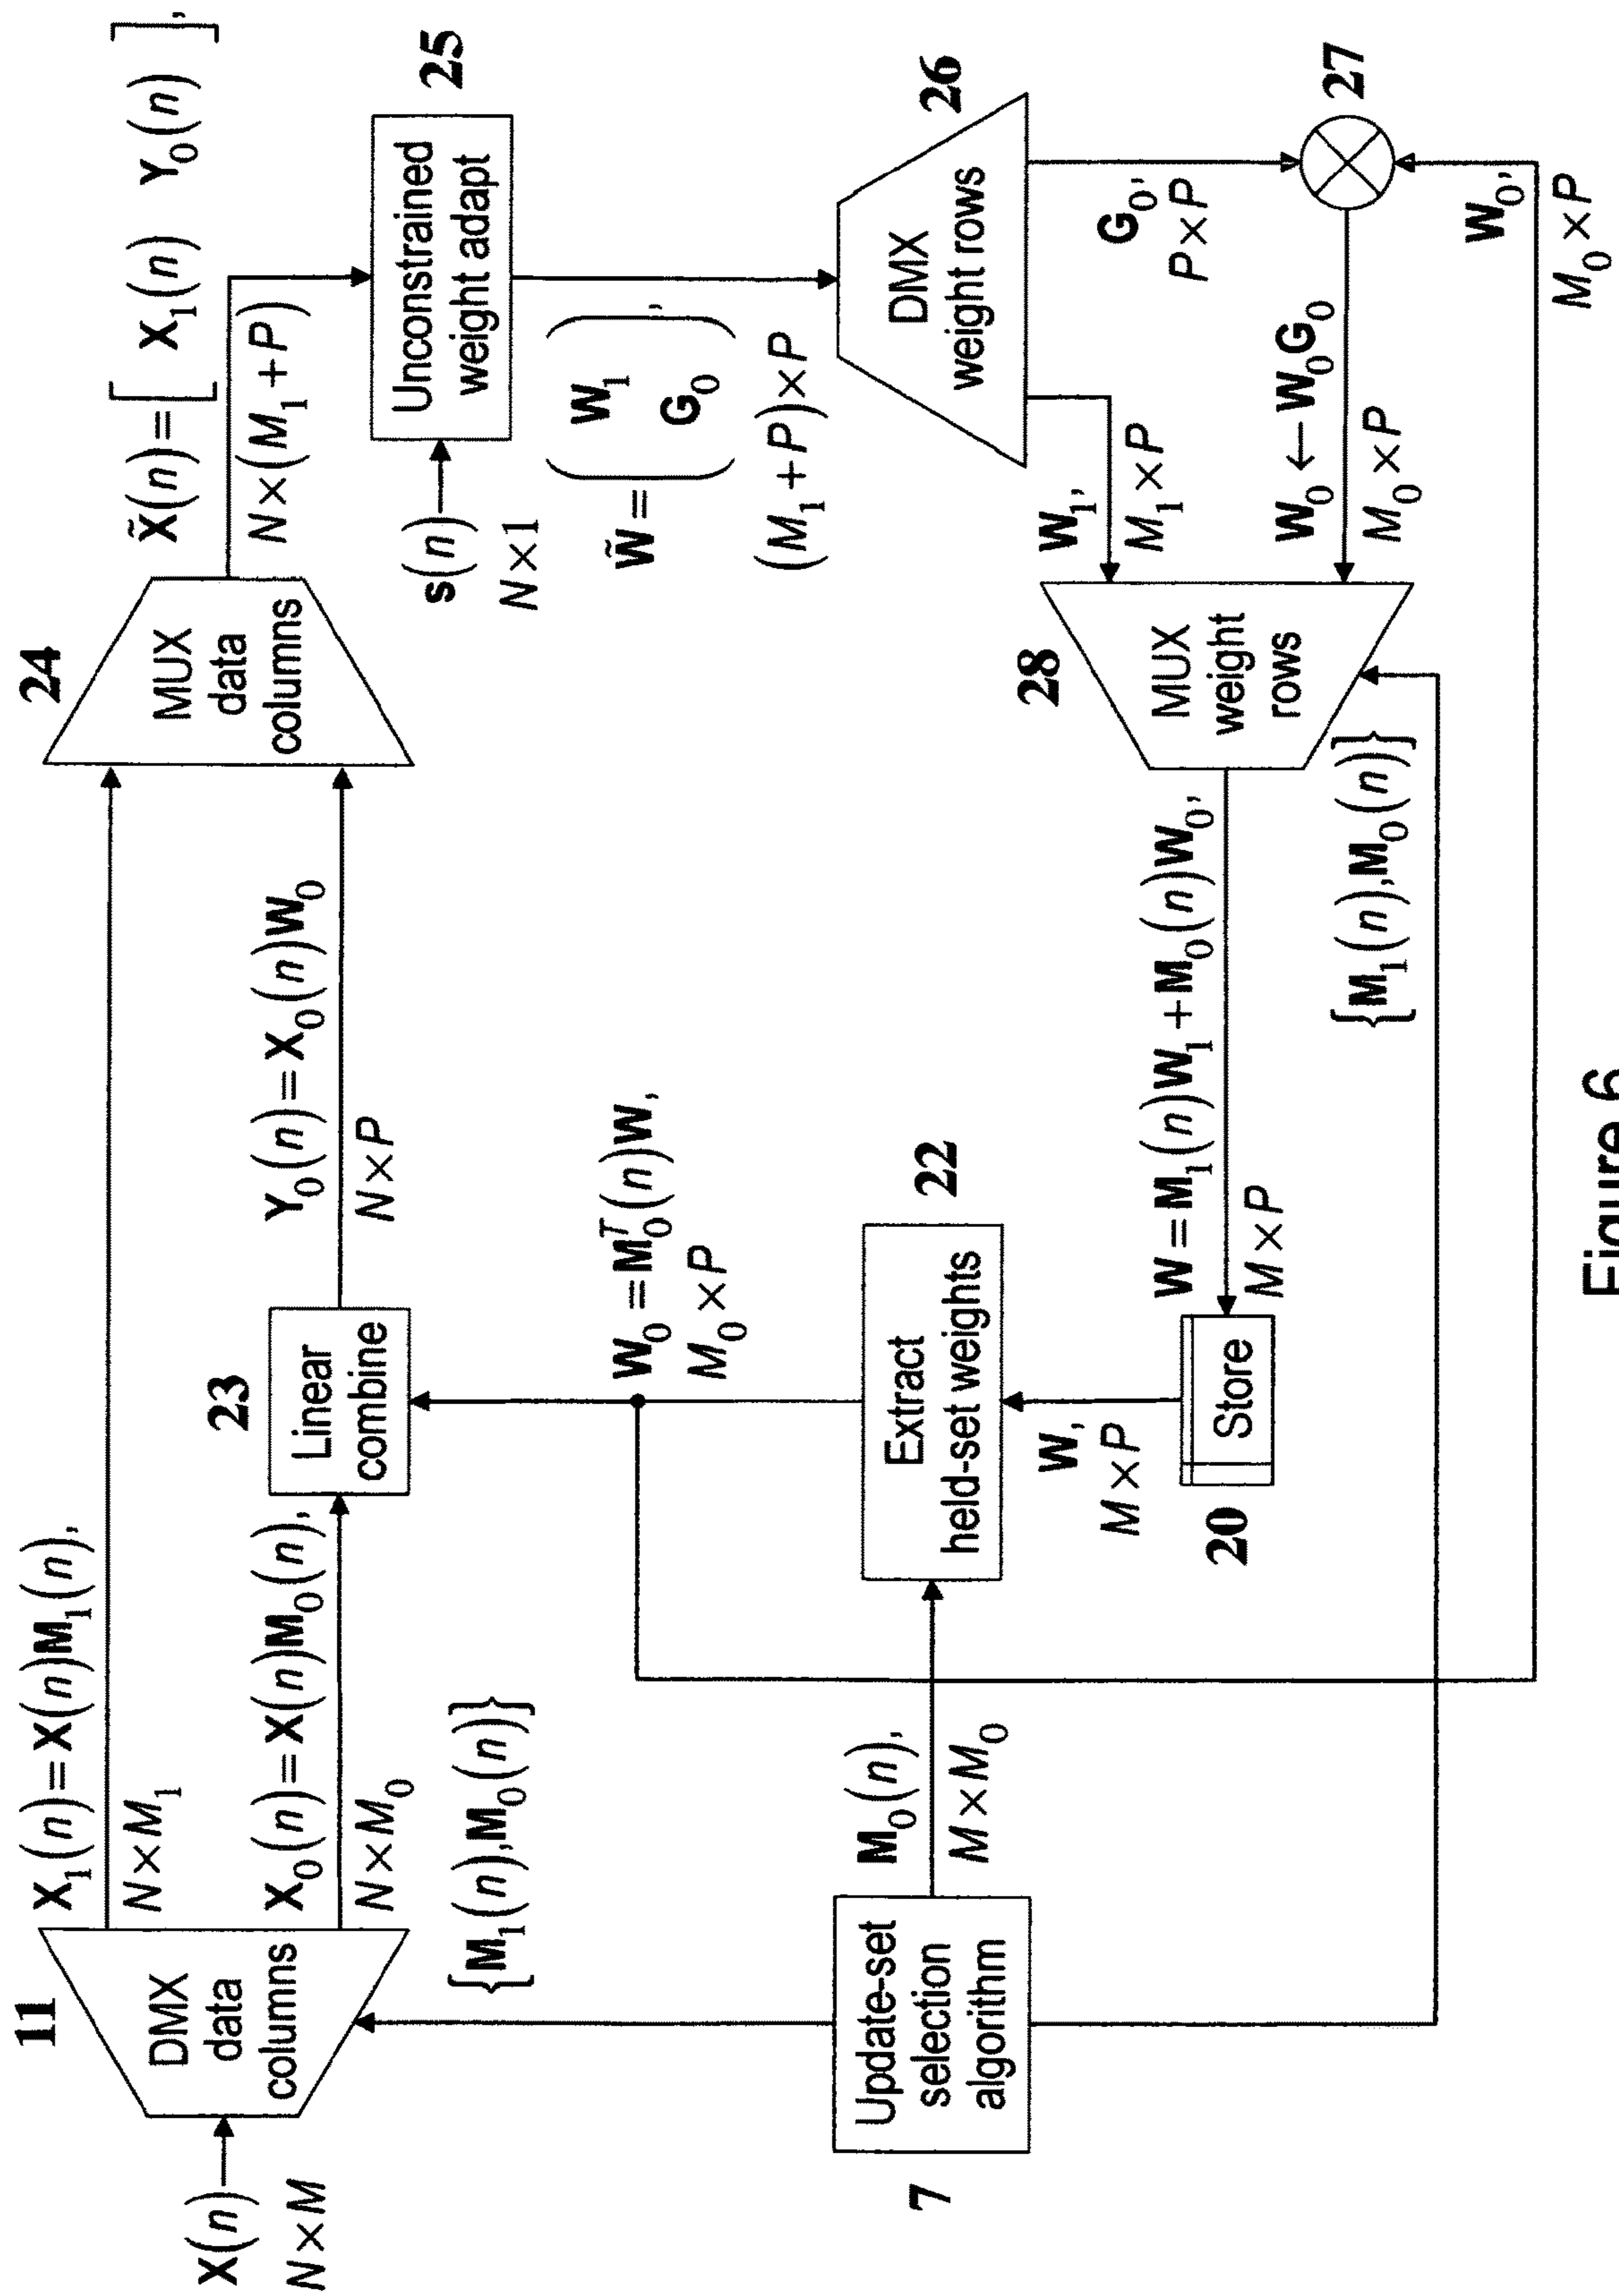 X(n)
N×M
11
DMX
data
columns
X₁(n)=X(n)M₁(n),
N×M₁
X₀(n)=X(n)M₀(n),
N×M₀
{M₁(n),M₀(n)}
23
Linear
combine
Y₀(n)=X₀(n)W₀
N×P
24
MUX
data
columns
X̃(n)=[ X₁(n) Y₀(n) ],
N×(M₁+P)
s(n)
N×1
Unconstrained
weight adapt
25
W̃=(W₁
G₀),
(M₁+P)×P
DMX
weight rows
26
W₁,
M₁×P
G₀,
P×P
27
W₀←W₀G₀
M₀×P
W₀,
M₀×P
28
MUX
weight
rows
{M₁(n),M₀(n)}
W=M₁(n)W₁+M₀(n)W₀,
M×P
Store
20
W,
M×P
Extract
held-set weights
22
W₀=M₀ᵀ(n)W,
M₀×P
7
Update-set
selection
algorithm
M₀(n),
M×M₀
Figure 6